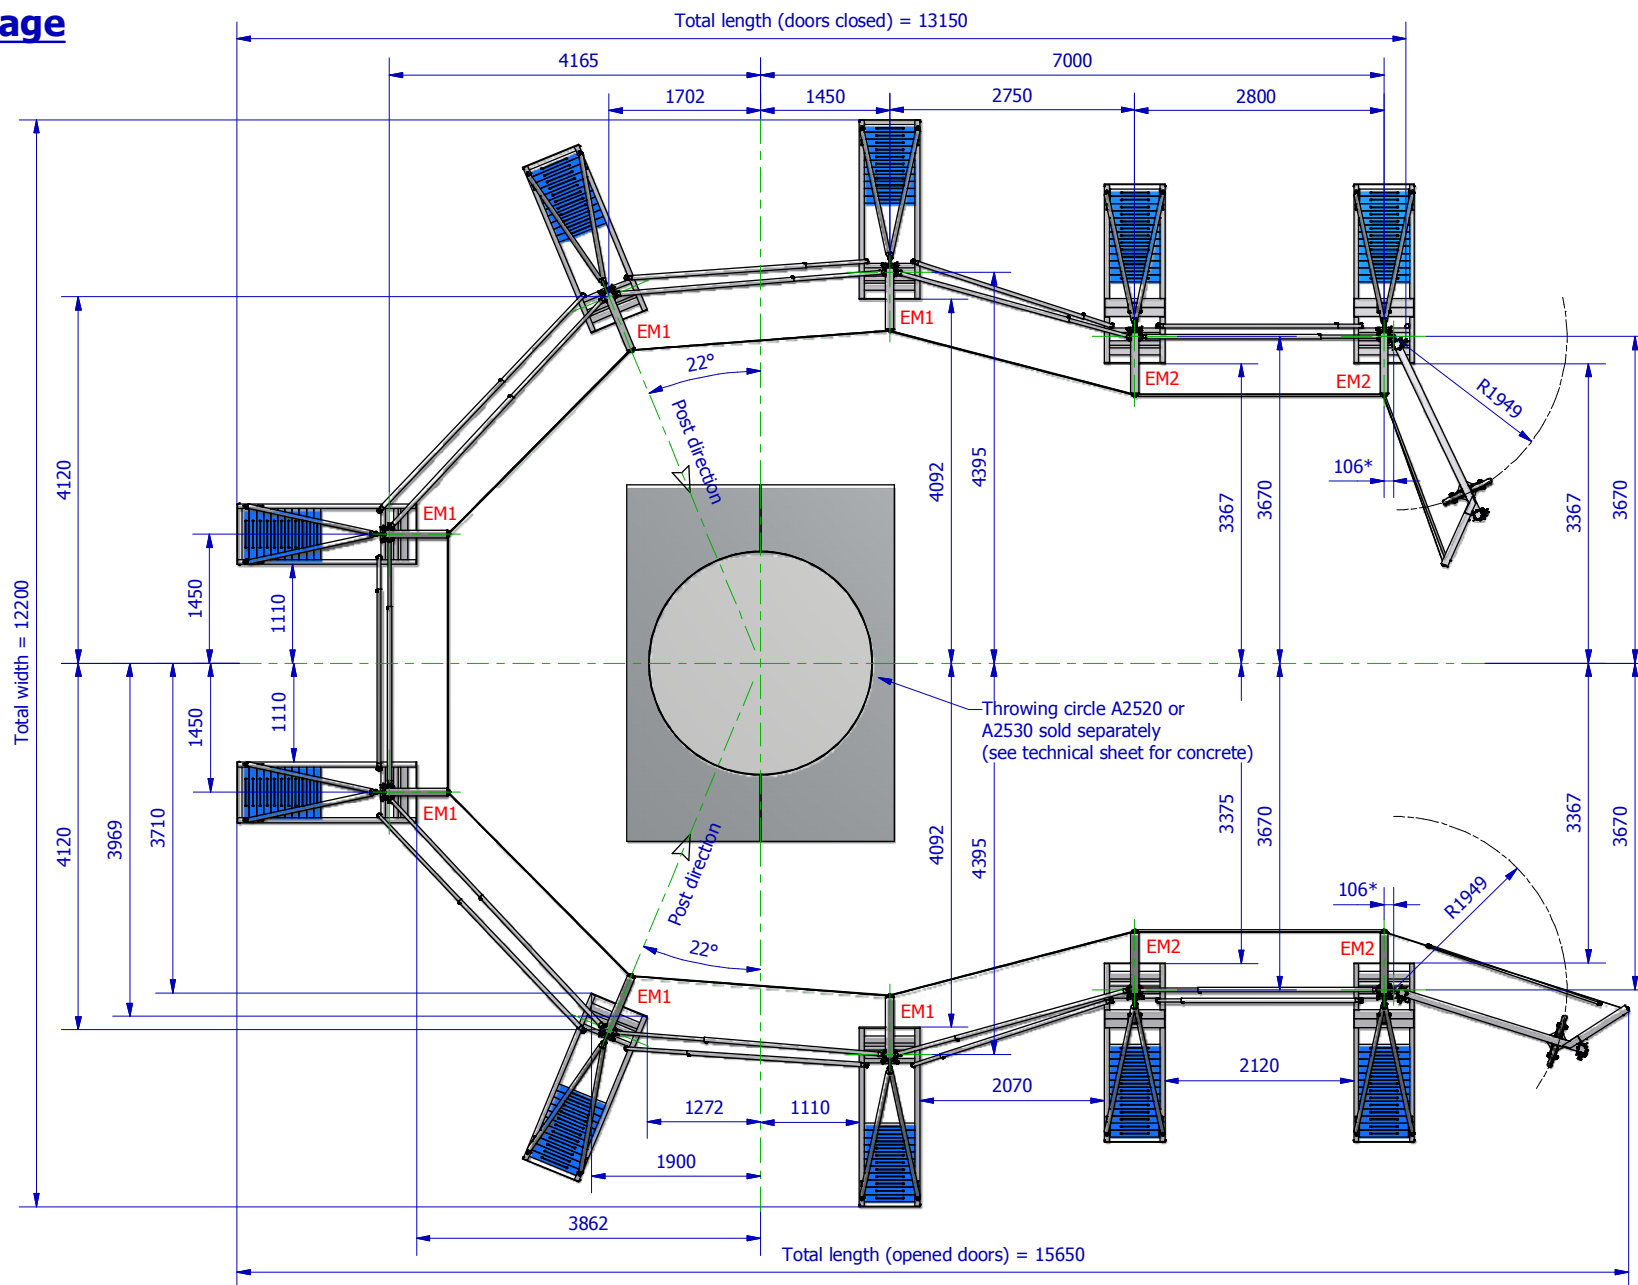 age
Total length (doors closed) = 13150
4165
7000
1702
1450
2750
2800
EM1
EM1
22°
EM2
EM2
R1949
Post direction
106*
4120
4092
4395
3367
3670
3367
3670
EM1
1450
1110
Total width = 12200
Throwing circle A2520 or
A2530 sold separately
(see technical sheet for concrete)
1450
1110
EM1
4120
3969
3710
4092
4395
3375
3670
3367
3670
Post direction
106*
R1949
22°
EM2
EM2
EM1
EM1
2070
2120
1272
1110
1900
3862
Total length (opened doors) = 15650